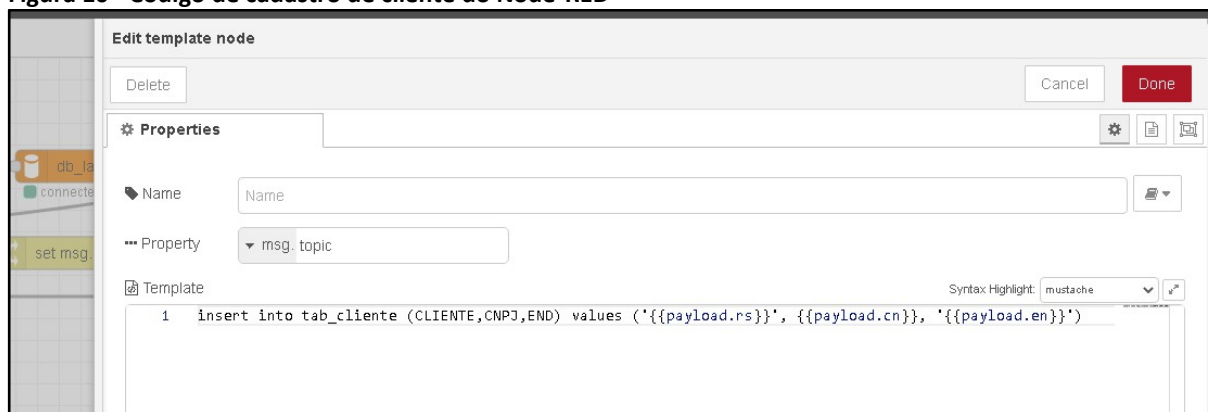 Figura 10 - Código de cadastro de cliente do Node-RED
Edit template node
Delete
Cancel
Done
Properties
db_la
connecte
Name
Name
Property
msg. topic
set msg.
Template
Syntax Highlight: mustache
1 insert into tab_cliente (CLIENTE,CNPJ,END) values ('{{payload.rs}}', {{payload.cn}}, '{{payload.en}}')